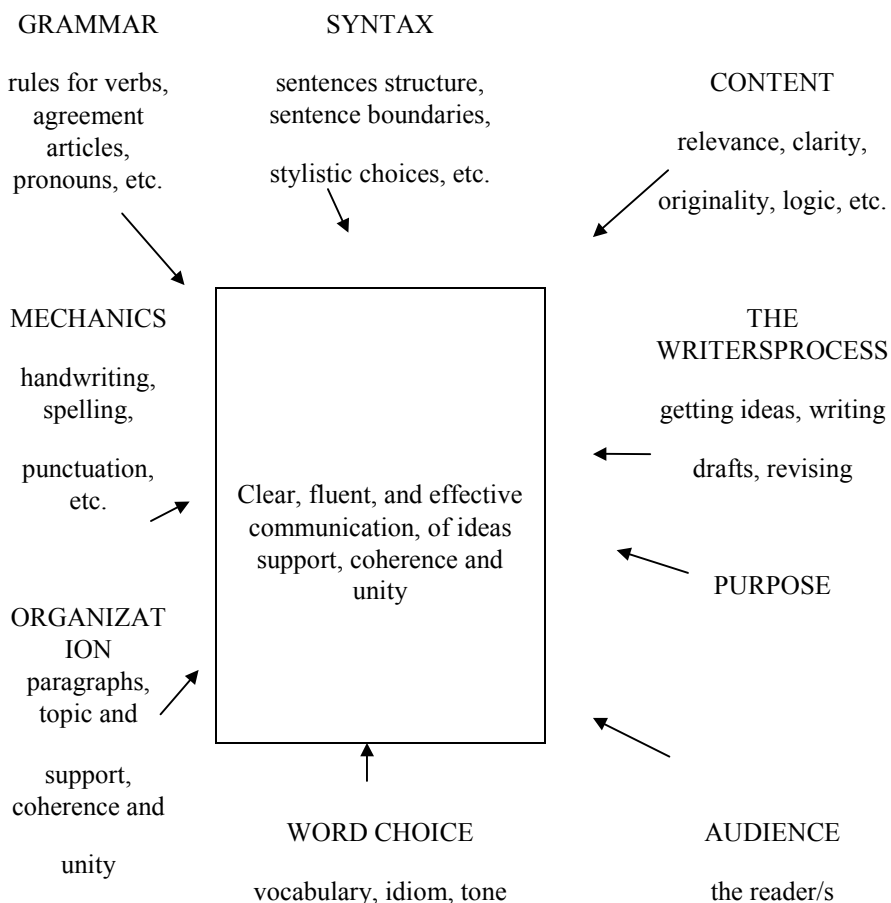 GRAMMAR
rules for verbs,
agreement
articles,
pronouns, etc.
SYNTAX
sentences structure,
sentence boundaries,
stylistic choices, etc.
CONTENT
relevance, clarity,
originality, logic, etc.
MECHANICS
handwriting,
spelling,
punctuation,
etc.
THE
WRITERSPROCESS
getting ideas, writing
drafts, revising
Clear, fluent, and effective
communication, of ideas
support, coherence and
unity
PURPOSE
ORGANIZAT
ION
paragraphs,
topic and
support,
coherence and
unity
WORD CHOICE
vocabulary, idiom, tone
AUDIENCE
the reader/s